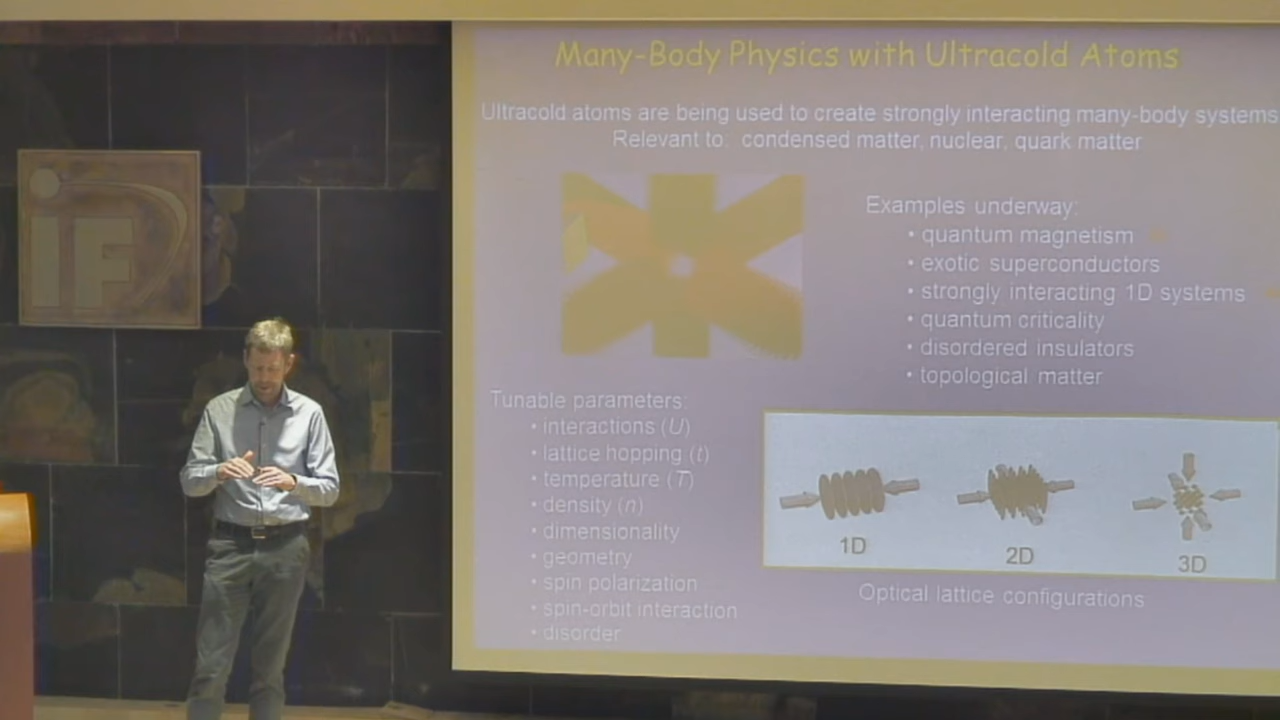 iF
Many-Body Physics with Ultracold Atoms
Ultracold atoms are being used to create strongly interacting many-body systems
Relevant to: condensed matter, nuclear, quark matter
Examples underway:
• quantum magnetism
• exotic superconductors
• strongly interacting 1D systems
• quantum criticality
• disordered insulators
• topological matter
Tunable parameters:
• interactions (U)
• lattice hopping (t)
• temperature (T)
• density (n)
• dimensionality
• geometry
• spin polarization
• spin-orbit interaction
• disorder
1D
2D
3D
Optical lattice configurations